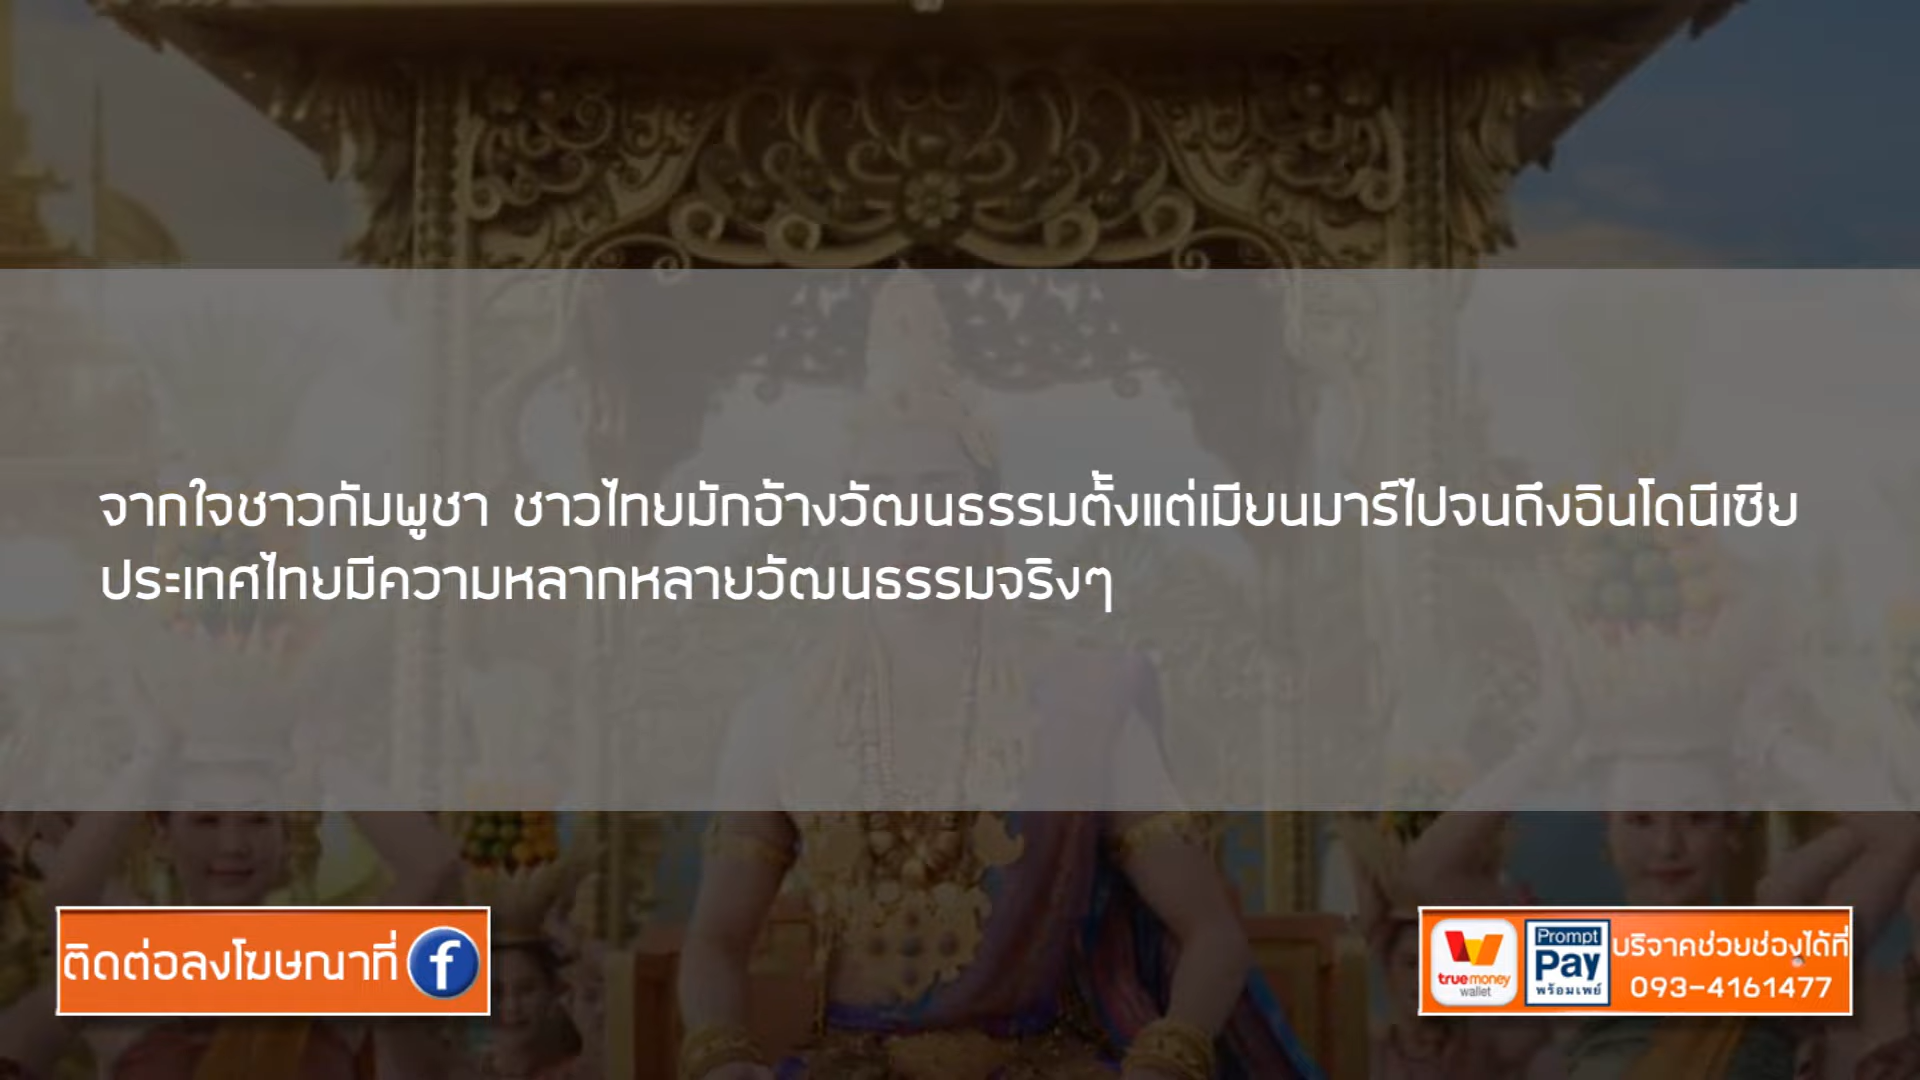 จากใจชาวกัมพูชา ชาวไทยมักอ้างวัฒนธรรมตั้งแต่เมียนมาร์ไปจนถึงอินโดนีเซีย
ประเทศไทยมีความหลากหลายวัฒนธรรมจริงๆ
ติดต่อลงโฆษณาที่ f
true money
wallet
Prompt
Pay
พร้อมเพย์
บริจาคช่วยช่องได้ที่
093-4161477